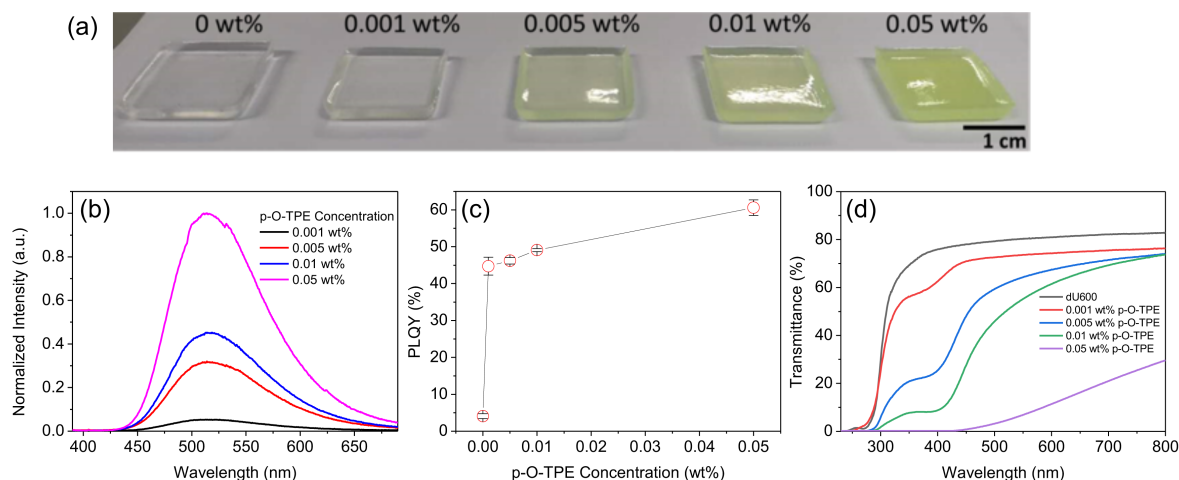 (a)
0 wt% 0.001 wt% 0.005 wt% 0.01 wt% 0.05 wt%
1 cm
(b)
p-O-TPE Concentration
0.001 wt%
0.005 wt%
0.01 wt%
0.05 wt%
Normalized Intensity (a.u.)
1.0
0.8
0.6
0.4
0.2
0.0
400 450 500 550 600 650
Wavelength (nm)
(c)
PLQY (%)
60
50
40
30
20
10
0
0.00 0.01 0.02 0.03 0.04 0.05
p-O-TPE Concentration (wt%)
(d)
Transmittance (%)
100
80
60
40
20
0
dU600
0.001 wt% p-O-TPE
0.005 wt% p-O-TPE
0.01 wt% p-O-TPE
0.05 wt% p-O-TPE
300 400 500 600 700 800
Wavelength (nm)